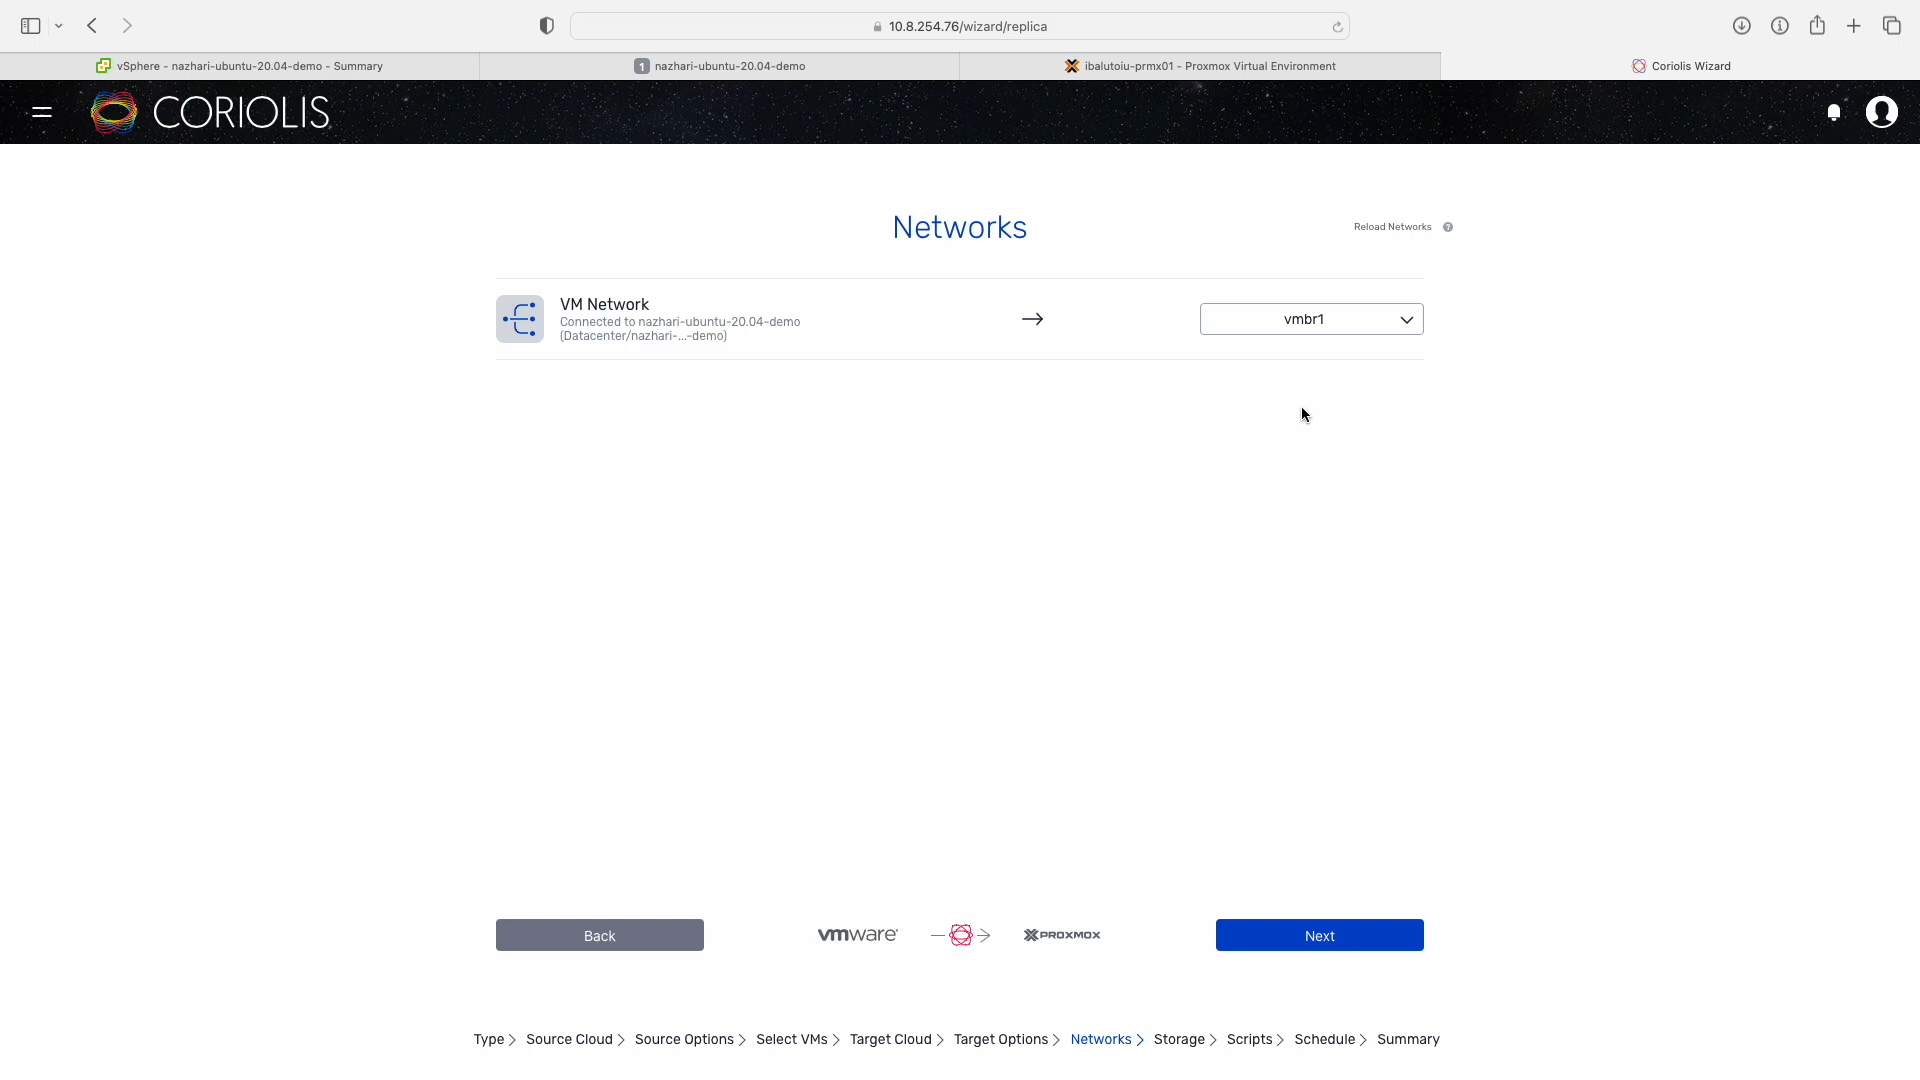 10.8.254.76/wizard/replica
vSphere - nazhari-ubuntu-20.04-demo - Summary
1 nazhari-ubuntu-20.04-demo
ibalutoiu-prmx01 - Proxmox Virtual Environment
Coriolis Wizard
CORIOLIS
Networks
Reload Networks ?
VM Network
Connected to nazhari-ubuntu-20.04-demo
(Datacenter/nazhari-...-demo)
vmbr1
Back
vmware
PROXMOX
Next
Type Source Cloud Source Options Select VMs Target Cloud Target Options Networks Storage Scripts Schedule Summary